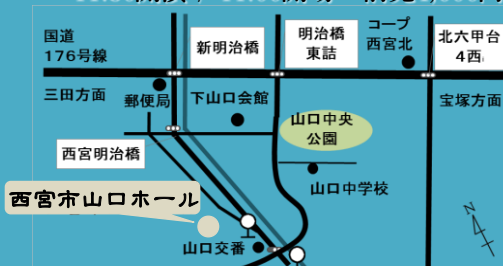 国道
176号線
新明治橋
明治橋
東詰
コープ
西宮北
北六甲台
4西
三田方面
郵便局
下山口会館
宝塚方面
山口中央
公園
西宮明治橋
山口中学校
西宮市山口ホール
山口交番
N